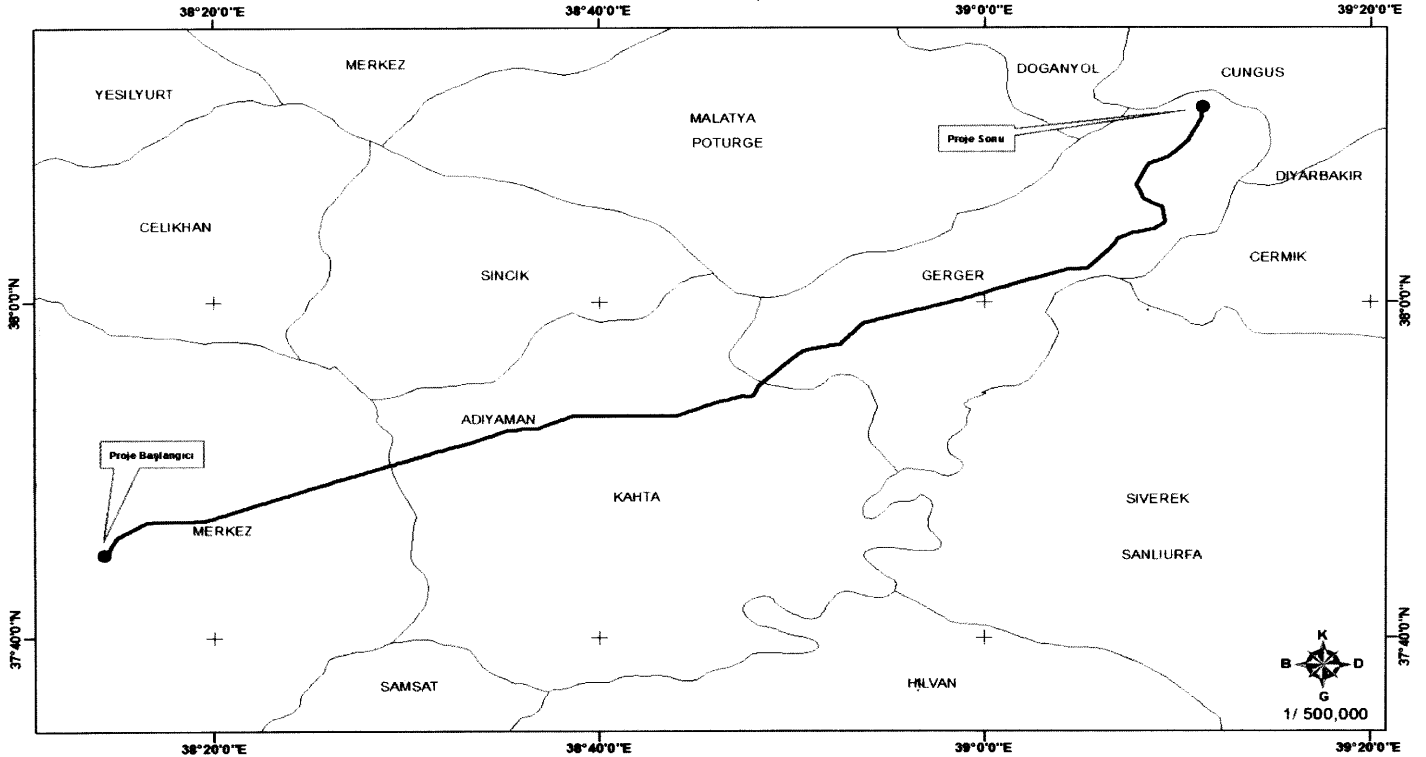 38°20'0"E 38°40'0"E 39°0'0"E 39°20'0"E
MERKEZ
DOGANYOL
CUNGUS
YESILYURT
MALATYA
POTURGE
Proje Sonu
DIYARBAKIR
CELIKHAN
CERMIK
SINCIK
GERGER
38°0'0"N 38°0'0"N
ADIYAMAN
Proje Başlangıcı
KAHTA
SIVEREK
MERKEZ
SANLIURFA
37°40'0"N 37°40'0"N
K
B D
G
SAMSAT
HILVAN
1/ 500,000
38°20'0"E 38°40'0"E 39°0'0"E 39°20'0"E